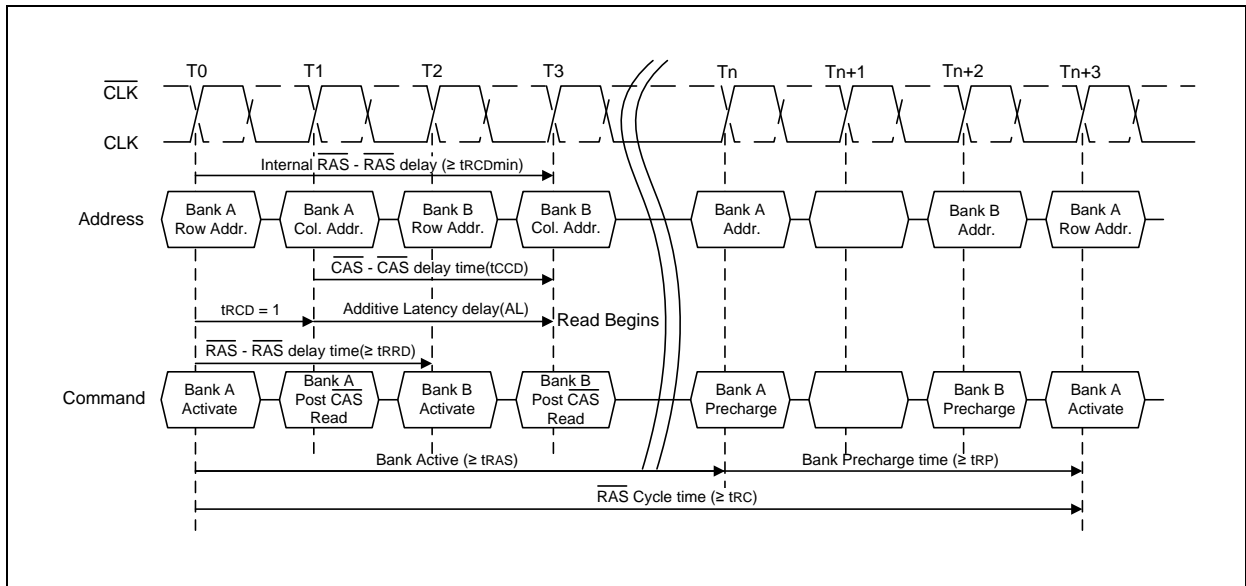 T0 T1 T2 T3 Tn Tn+1 Tn+2 Tn+3
CLK
CLK
Internal RAS - RAS delay (≥ tRCDmin)
Address
Bank A
Row Addr.
Bank A
Col. Addr.
Bank B
Row Addr.
Bank B
Col. Addr.
Bank A
Addr.
Bank B
Addr.
Bank A
Row Addr.
CAS - CAS delay time(tCCD)
tRCD = 1
Additive Latency delay(AL)
Read Begins
RAS - RAS delay time(≥ tRRD)
Command
Bank A
Activate
Bank A
Post CAS
Read
Bank B
Activate
Bank B
Post CAS
Read
Bank A
Precharge
Bank B
Precharge
Bank A
Activate
Bank Active (≥ tRAS)
Bank Precharge time (≥ tRP)
RAS Cycle time (≥ tRC)